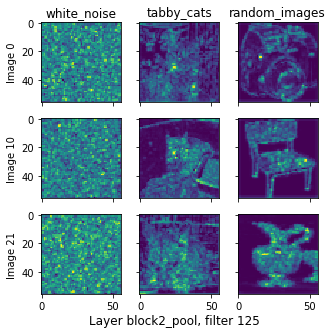 white_noise tabby_cats random_images
Image 0
0
20
40
Image 10
0
20
40
Image 21
0
20
40
0 50 0 50 0 50
Layer block2_pool, filter 125